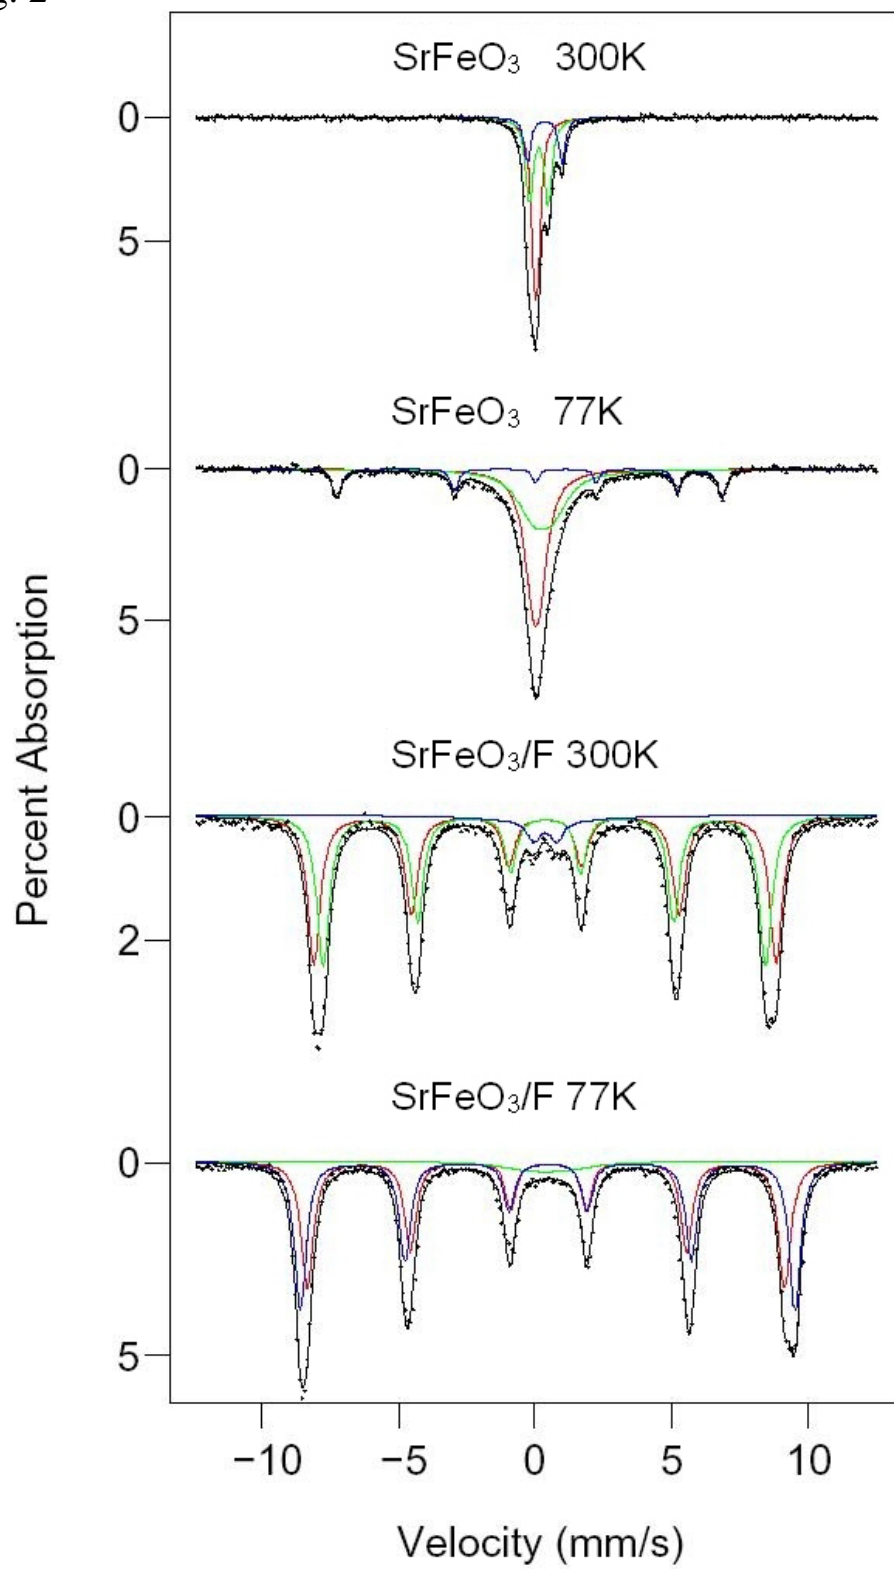 SrFeO₃ 300K
0
5
SrFeO₃ 77K
0
5
SrFeO₃/F 300K
0
2
SrFeO₃/F 77K
0
5
Percent Absorption
−10 −5 0 5 10
Velocity (mm/s)